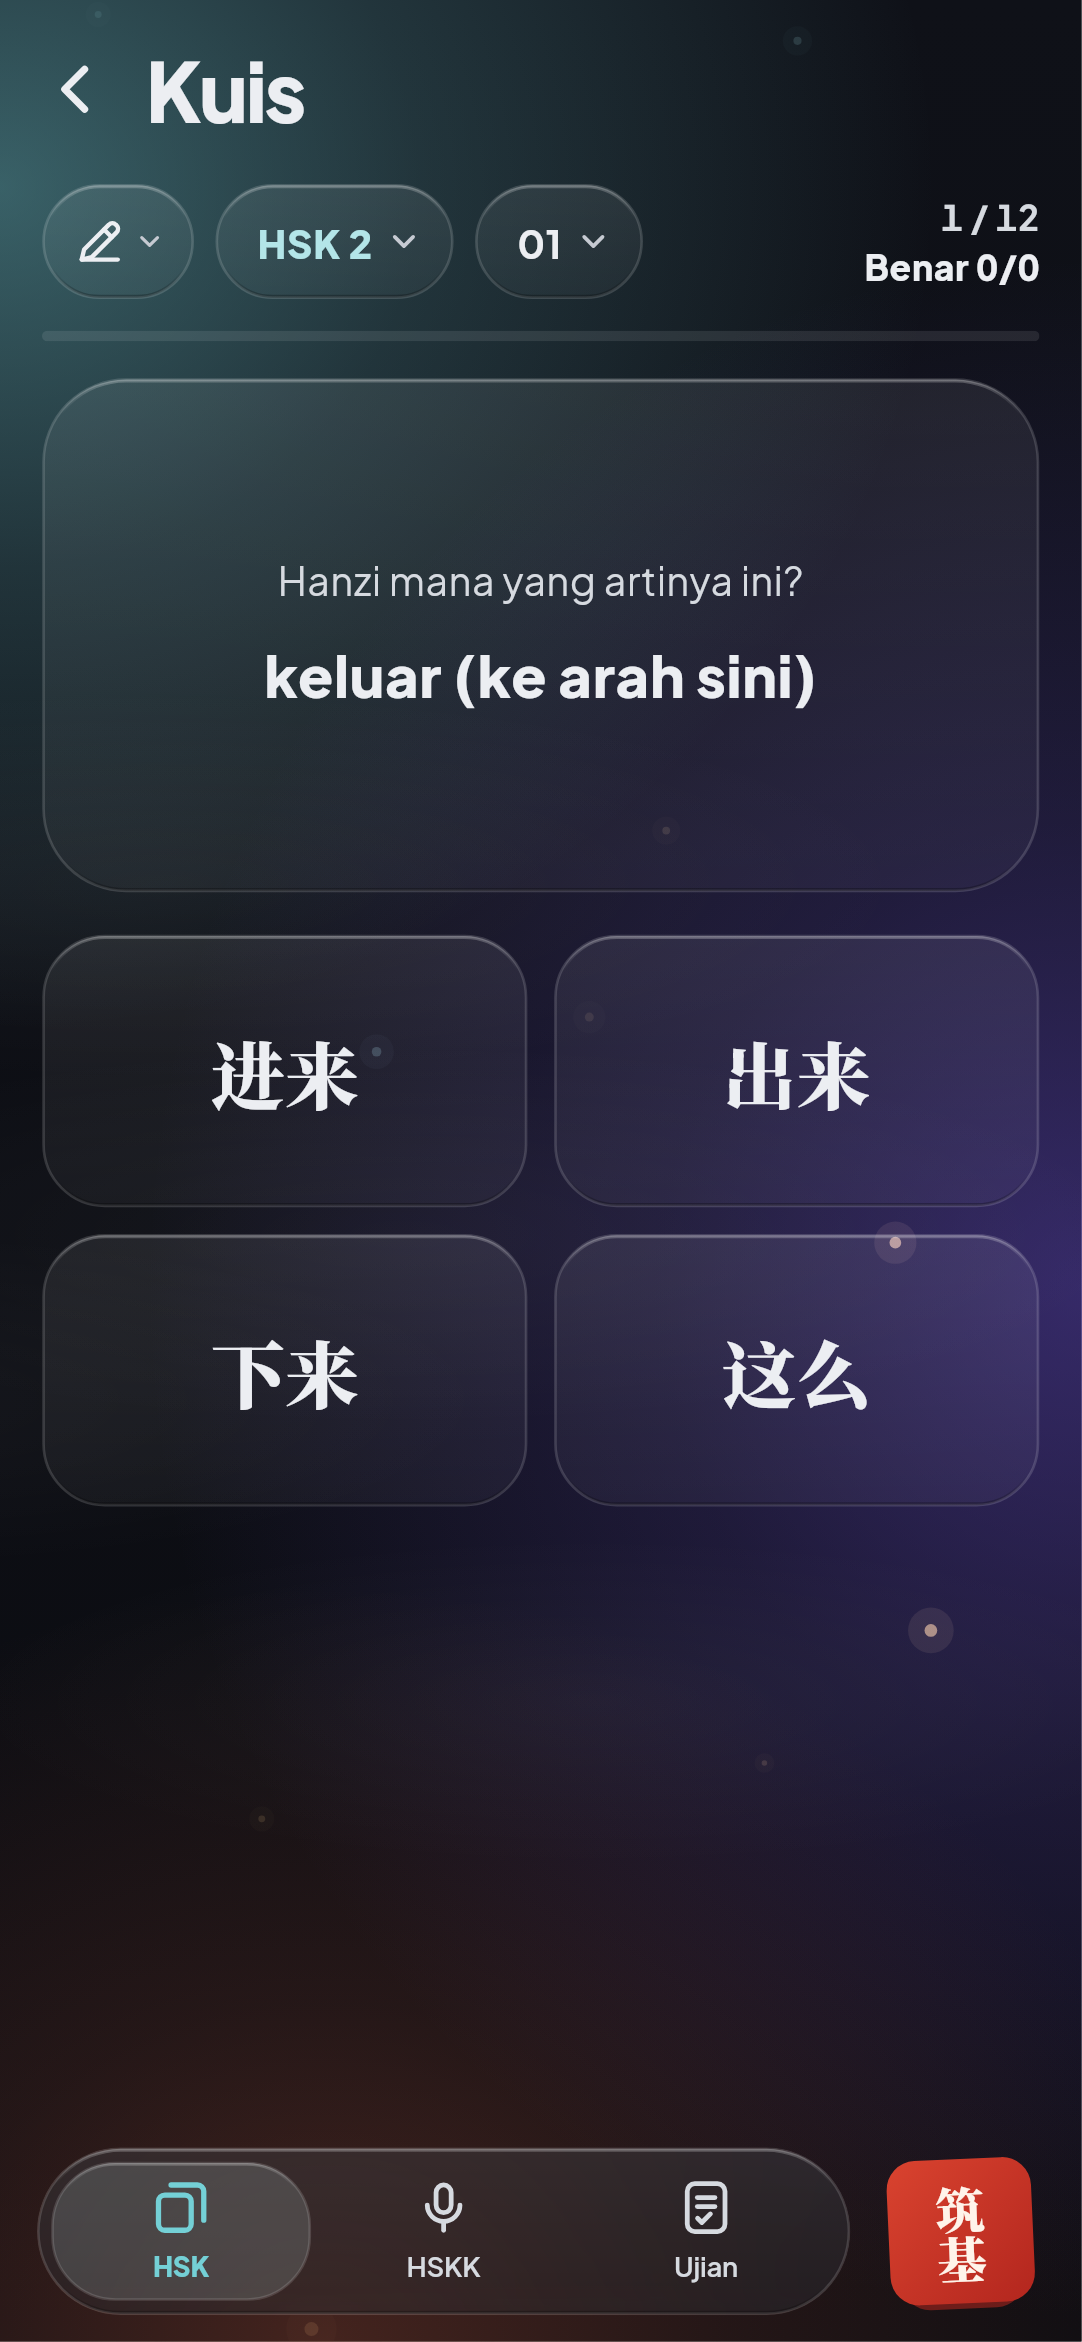 Kuis
HSK 2
01
1 / 12
Benar 0/0
Hanzi mana yang artinya ini?
keluar (ke arah sini)
进来
出来
下来
这么
HSK
HSKK
Ujian
筑
基